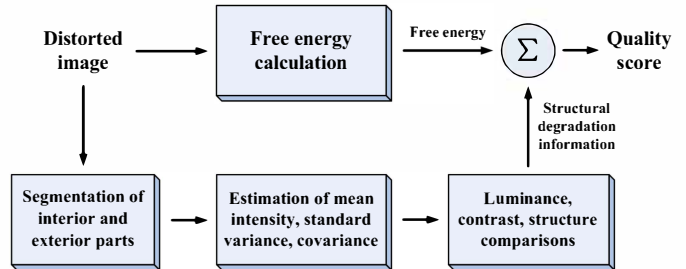 Distorted
image
Free energy
calculation
Free energy
Σ
Quality
score
Structural
degradation
information
Segmentation of
interior and
exterior parts
Estimation of mean
intensity, standard
variance, covariance
Luminance,
contrast, structure
comparisons